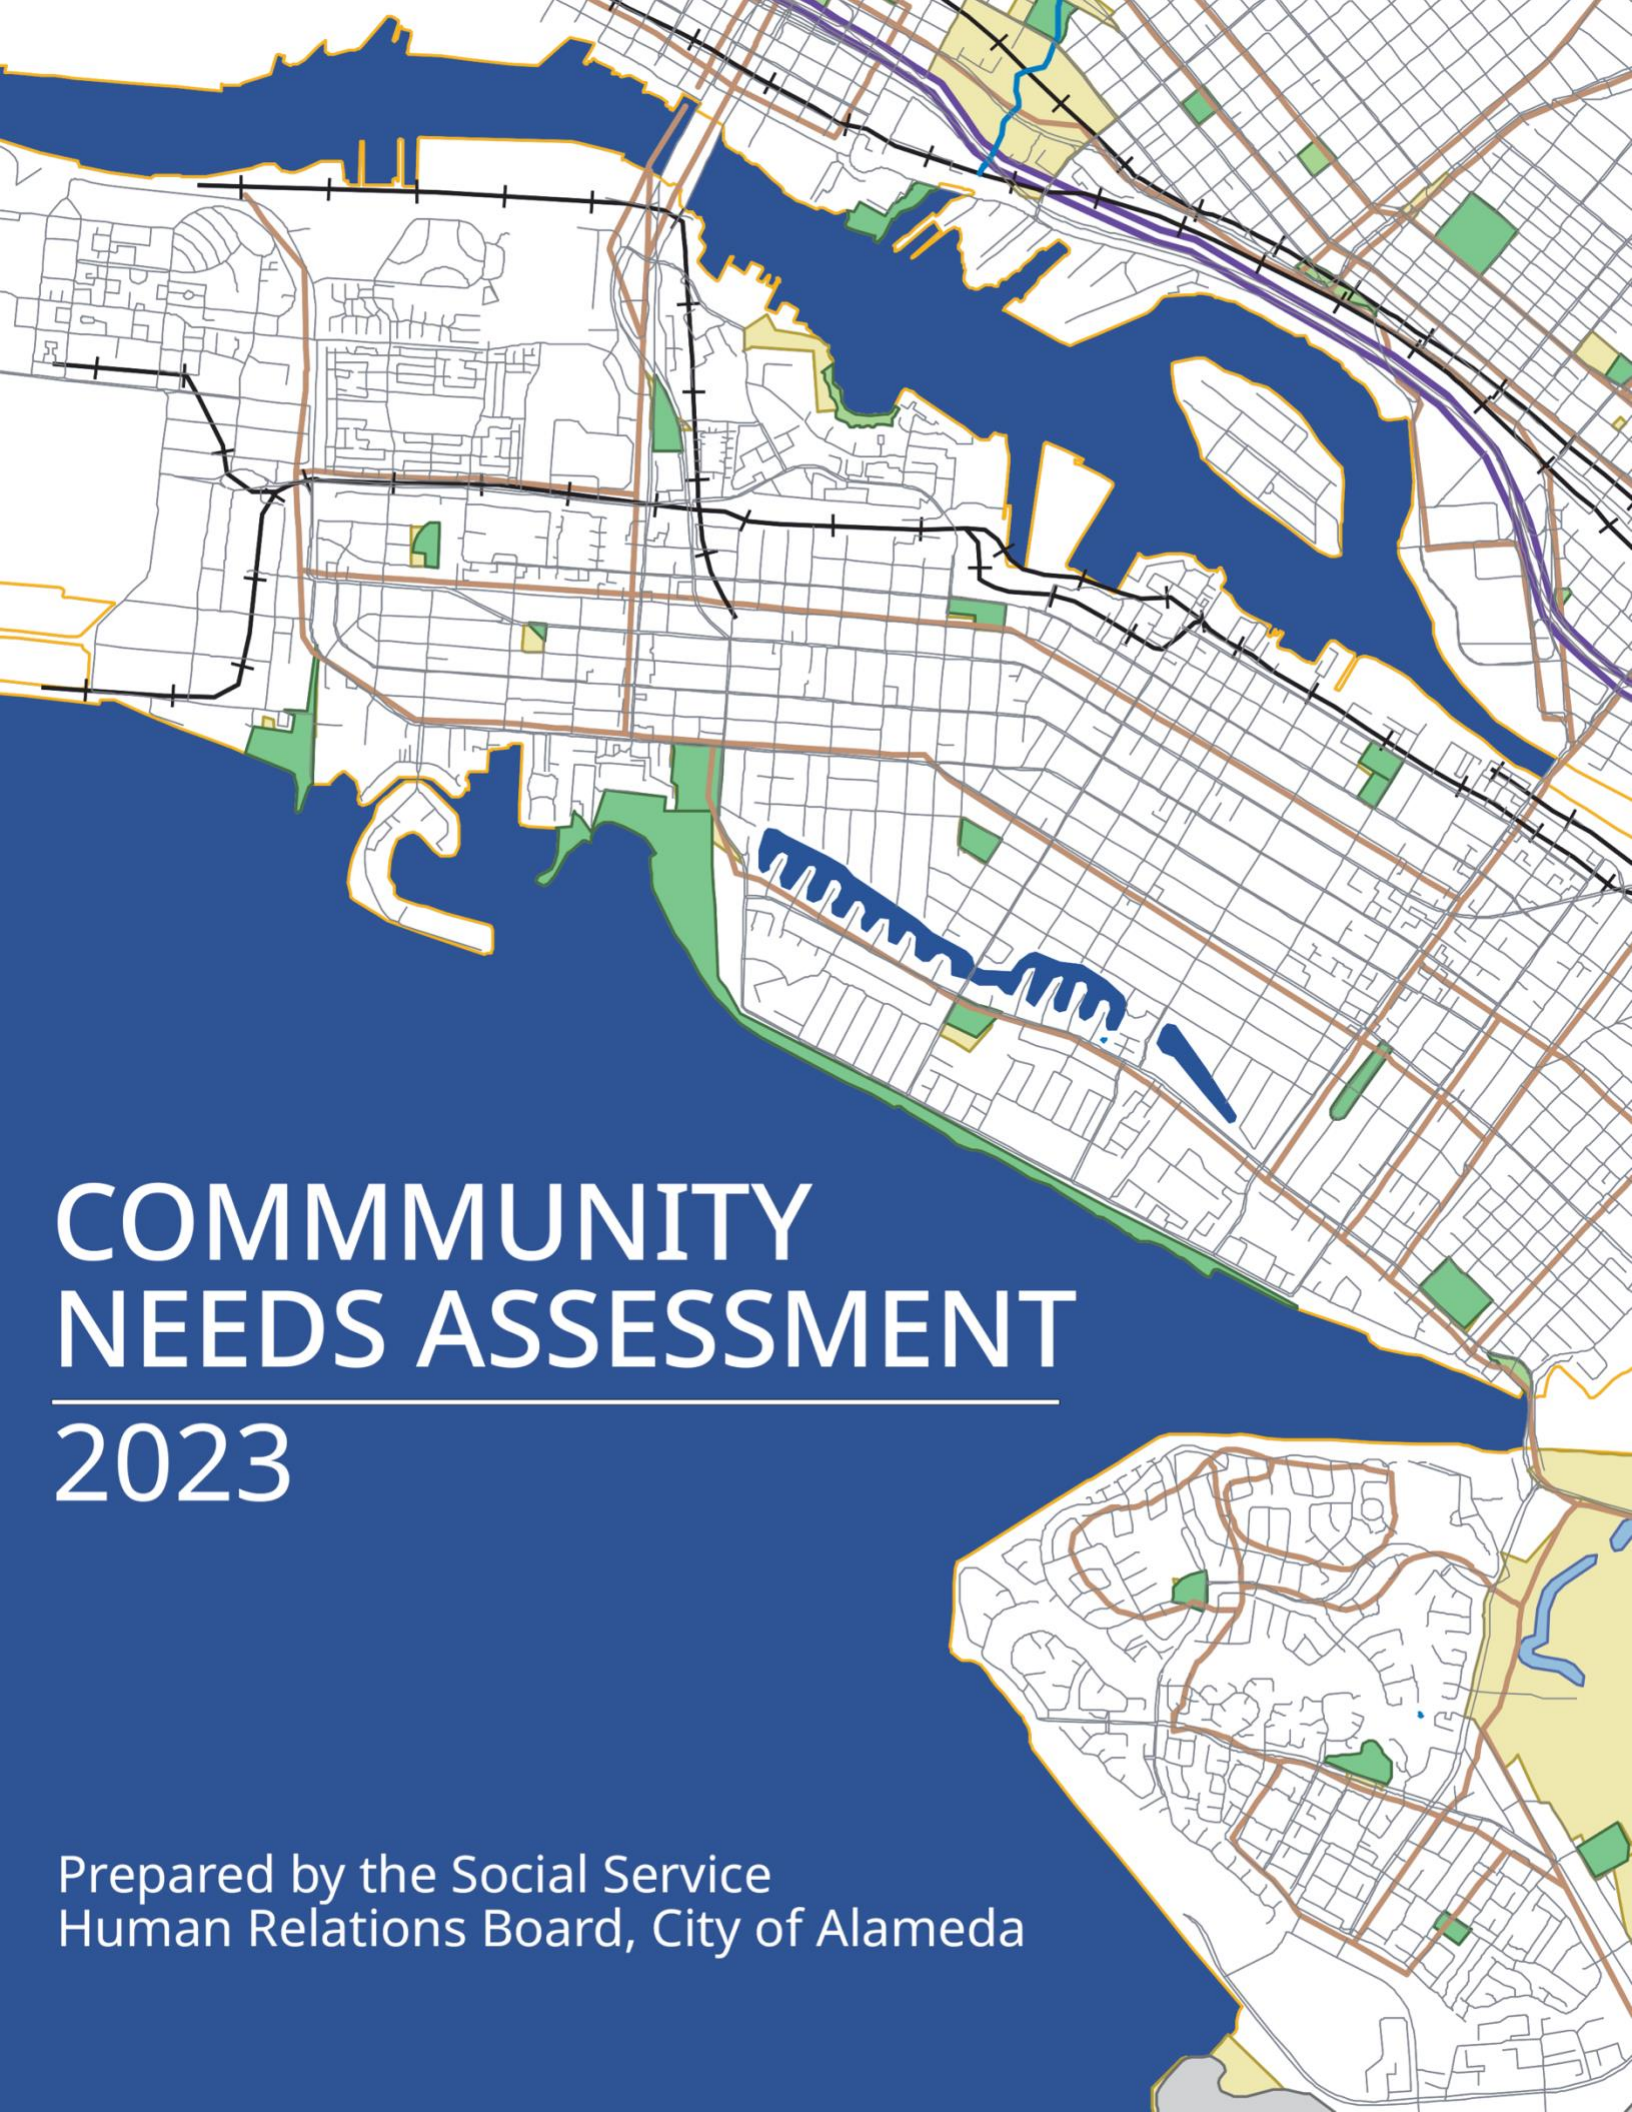 COMMMUNITY
NEEDS ASSESSMENT
2023
Prepared by the Social Service
Human Relations Board, City of Alameda